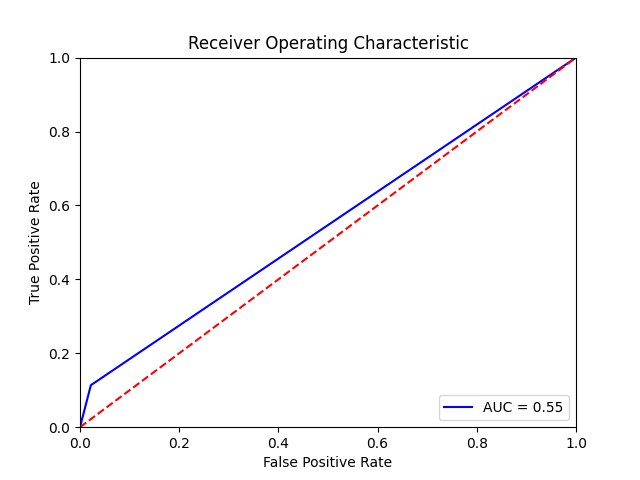 Receiver Operating Characteristic
True Positive Rate
1.0
0.8
0.6
0.4
0.2
0.0
AUC = 0.55
0.0 0.2 0.4 0.6 0.8 1.0
False Positive Rate